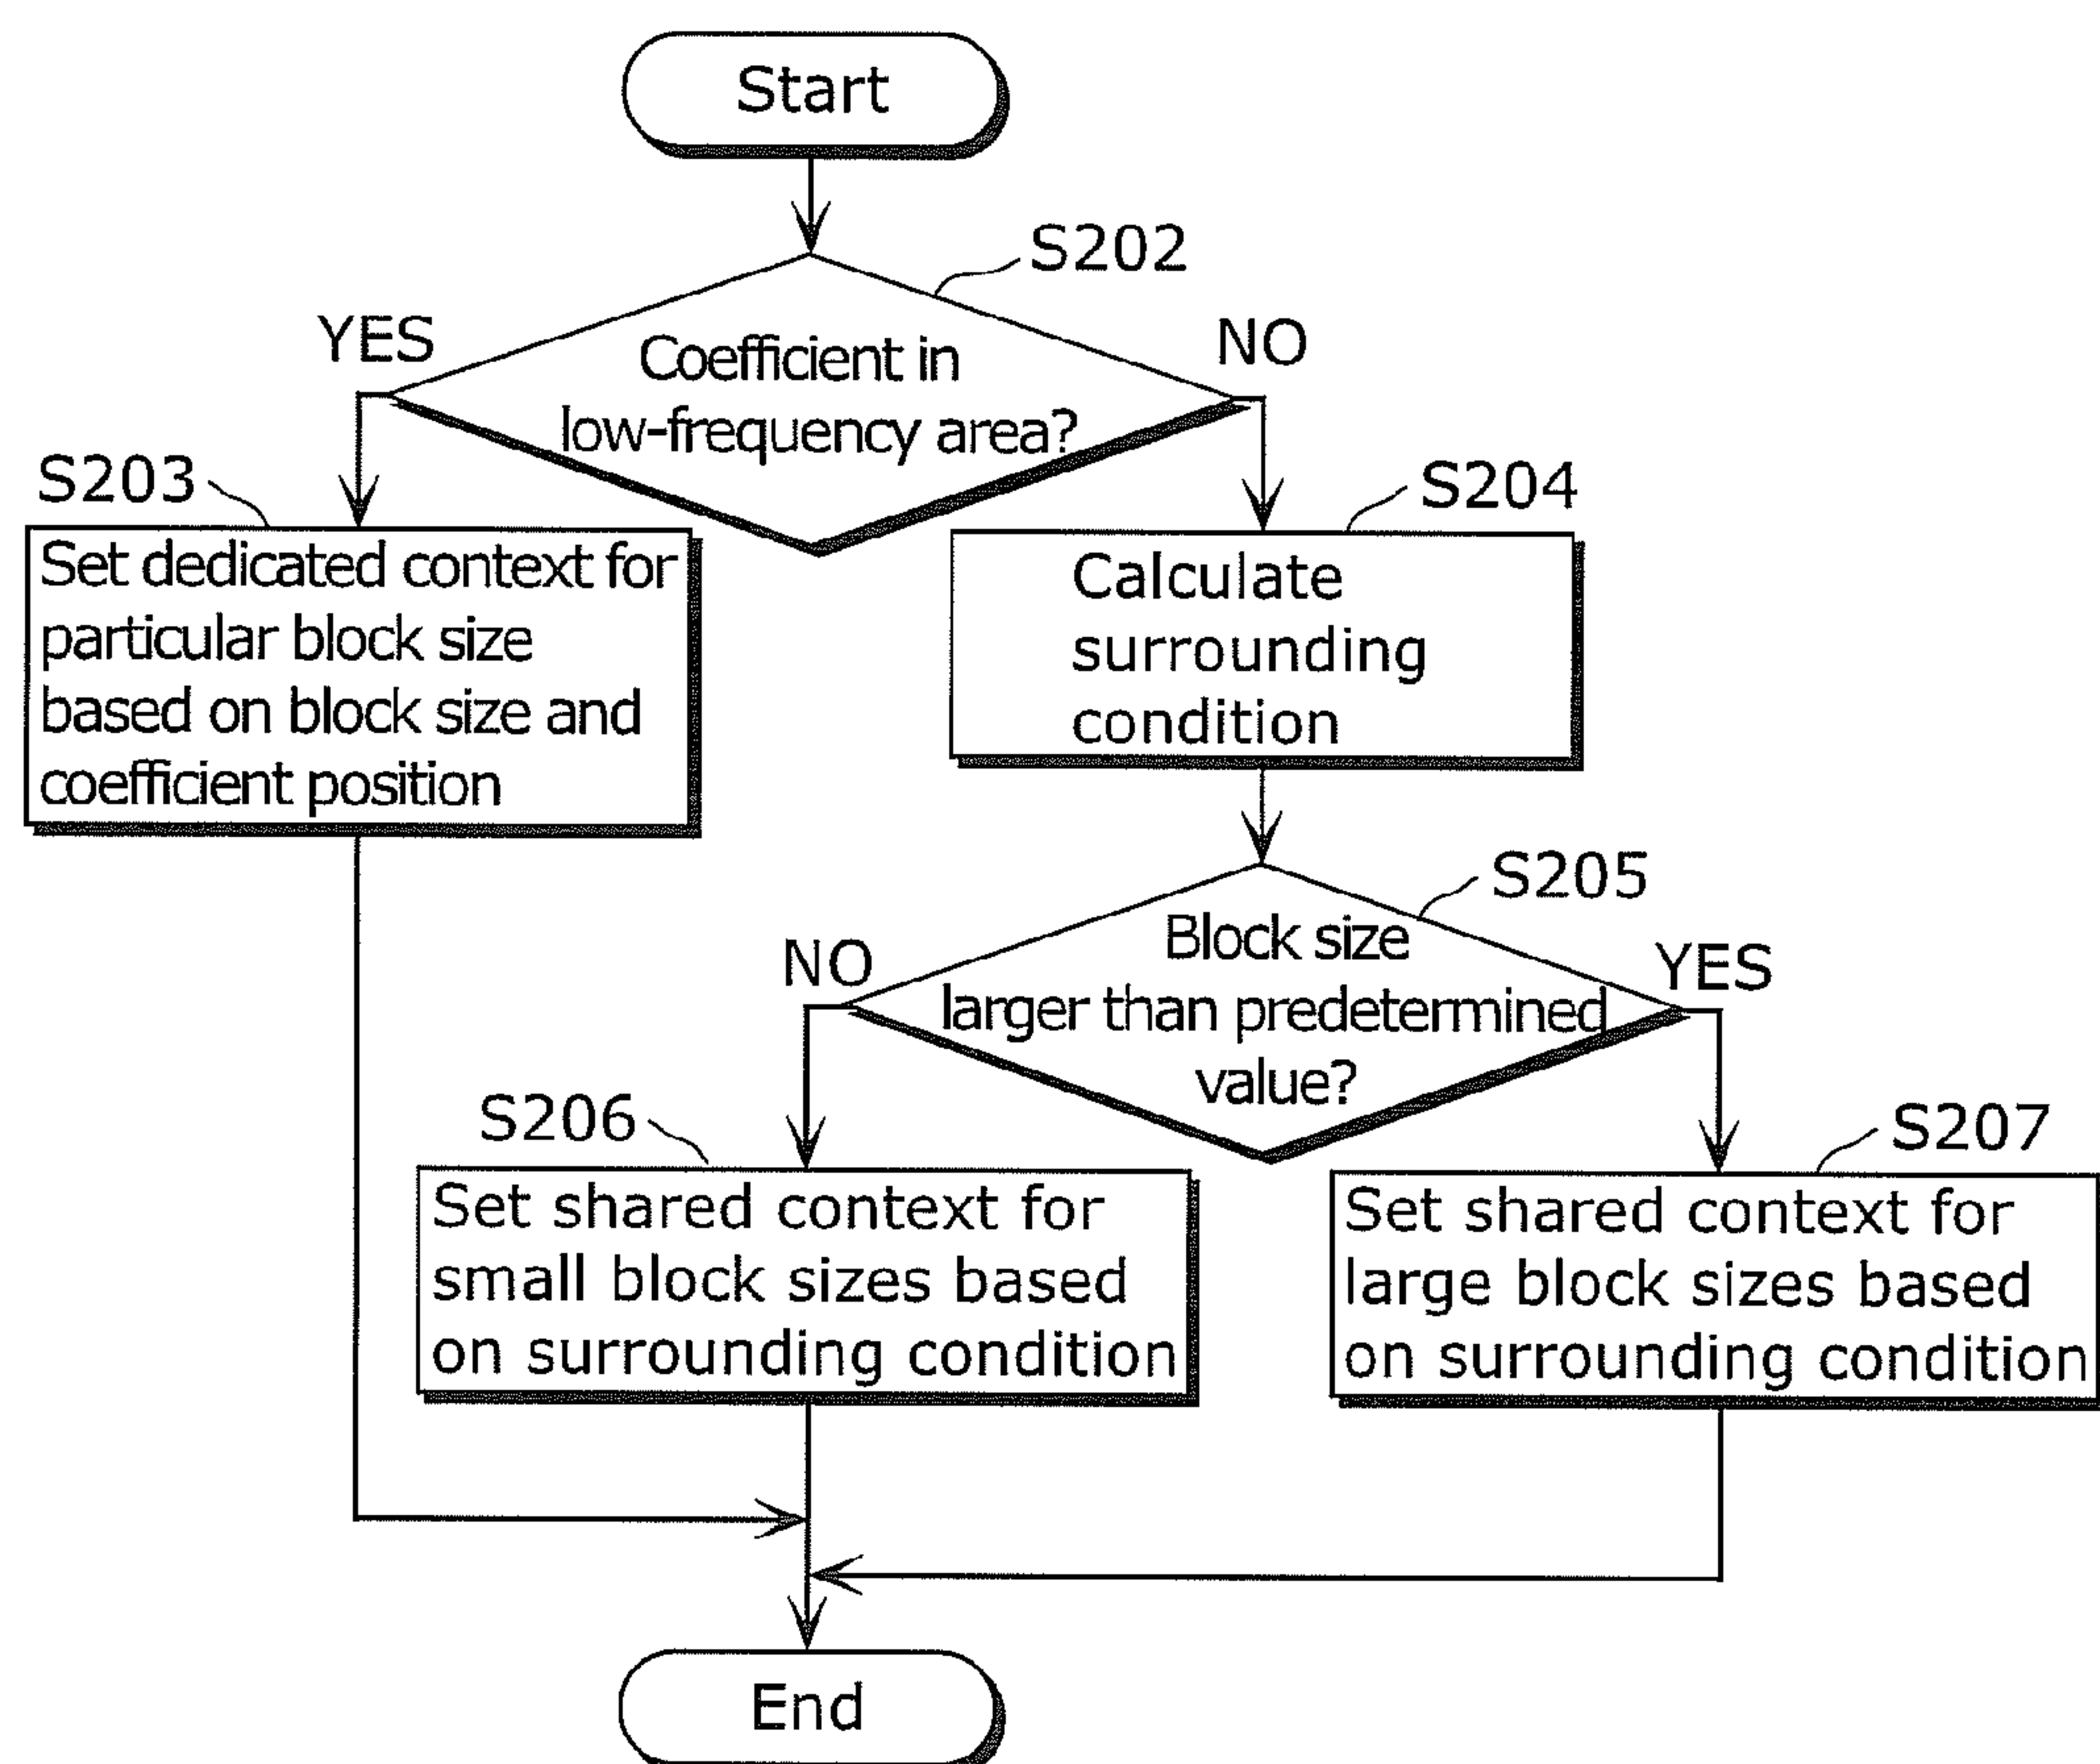 Start
S202
YES
NO
Coefficient in
low-frequency area?
S203
S204
Set dedicated context for
particular block size
based on block size and
coefficient position
Calculate
surrounding
condition
S205
NO
YES
Block size
larger than predetermined
value?
S206
S207
Set shared context for
small block sizes based
on surrounding condition
Set shared context for
large block sizes based
on surrounding condition
End